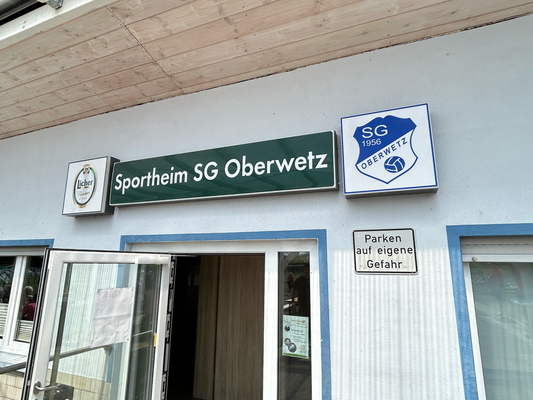 Licher
Sportheim SG Oberwetz
SG
1956
OBERWETZ
Parken
auf eigene
Gefahr.